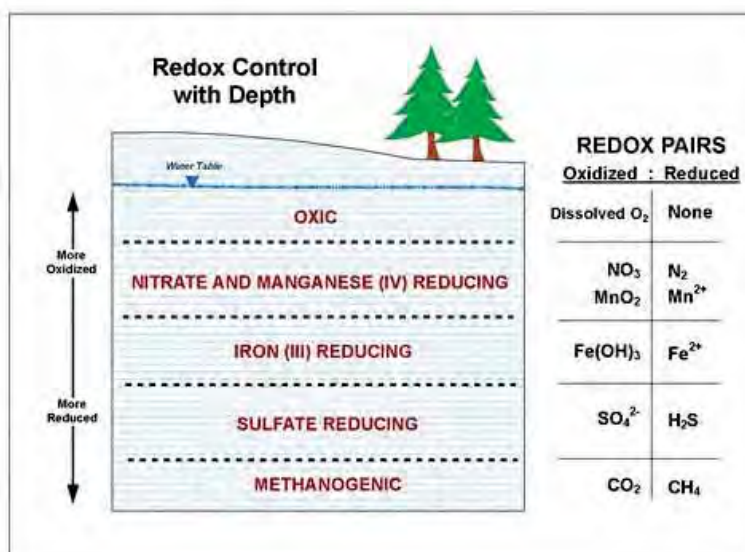 Redox Control
with Depth
Water Table
REDOX PAIRS
Oxidized : Reduced
OXIC
Dissolved O₂ None
More
Oxidized
NITRATE AND MANGANESE (IV) REDUCING
NO₃ N₂
MnO₂ Mn²⁺
IRON (III) REDUCING
Fe(OH)₃ Fe²⁺
More
Reduced
SULFATE REDUCING
SO₄²⁻ H₂S
METHANOGENIC
CO₂ CH₄